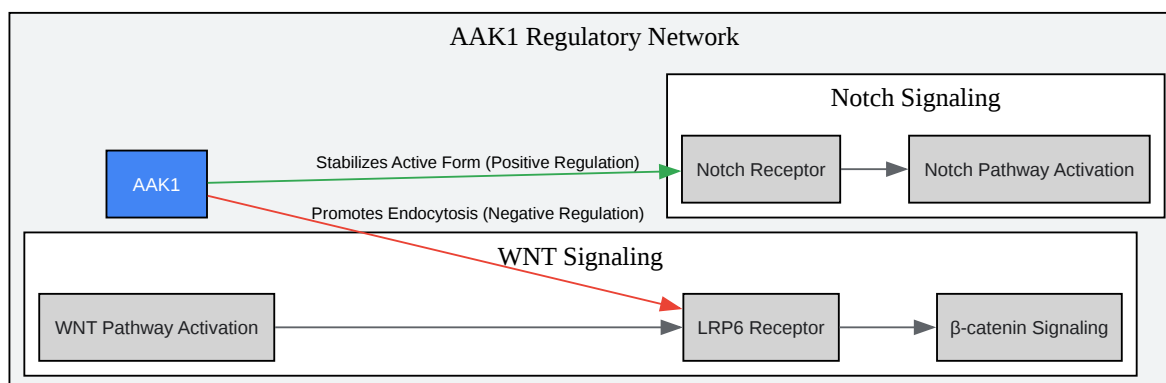 AAK1 Regulatory Network
Notch Signaling
Stabilizes Active Form (Positive Regulation)
Notch Receptor
Notch Pathway Activation
AAK1
Promotes Endocytosis (Negative Regulation)
WNT Signaling
WNT Pathway Activation
LRP6 Receptor
β-catenin Signaling